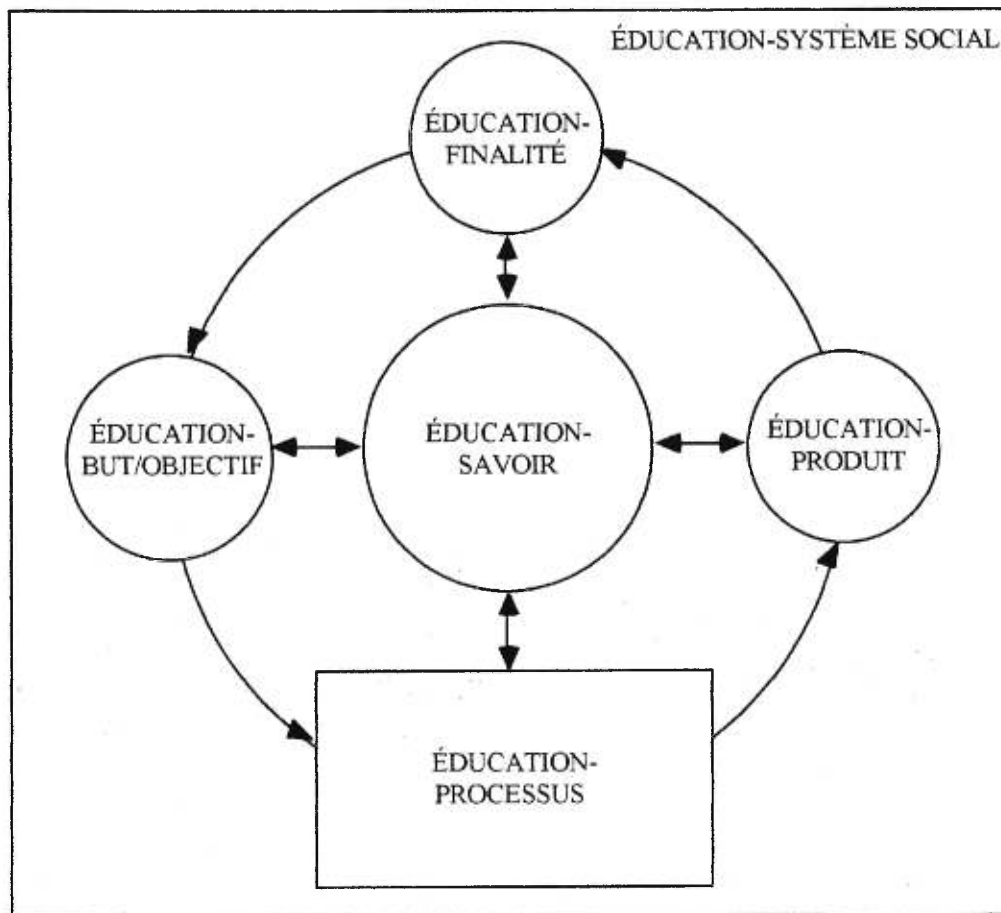 ÉDUCATION-SYSTÈME SOCIAL
ÉDUCATION-
FINALITÉ
ÉDUCATION-
BUT/OBJECTIF
ÉDUCATION-
SAVOIR
ÉDUCATION-
PRODUIT
ÉDUCATION-
PROCESSUS